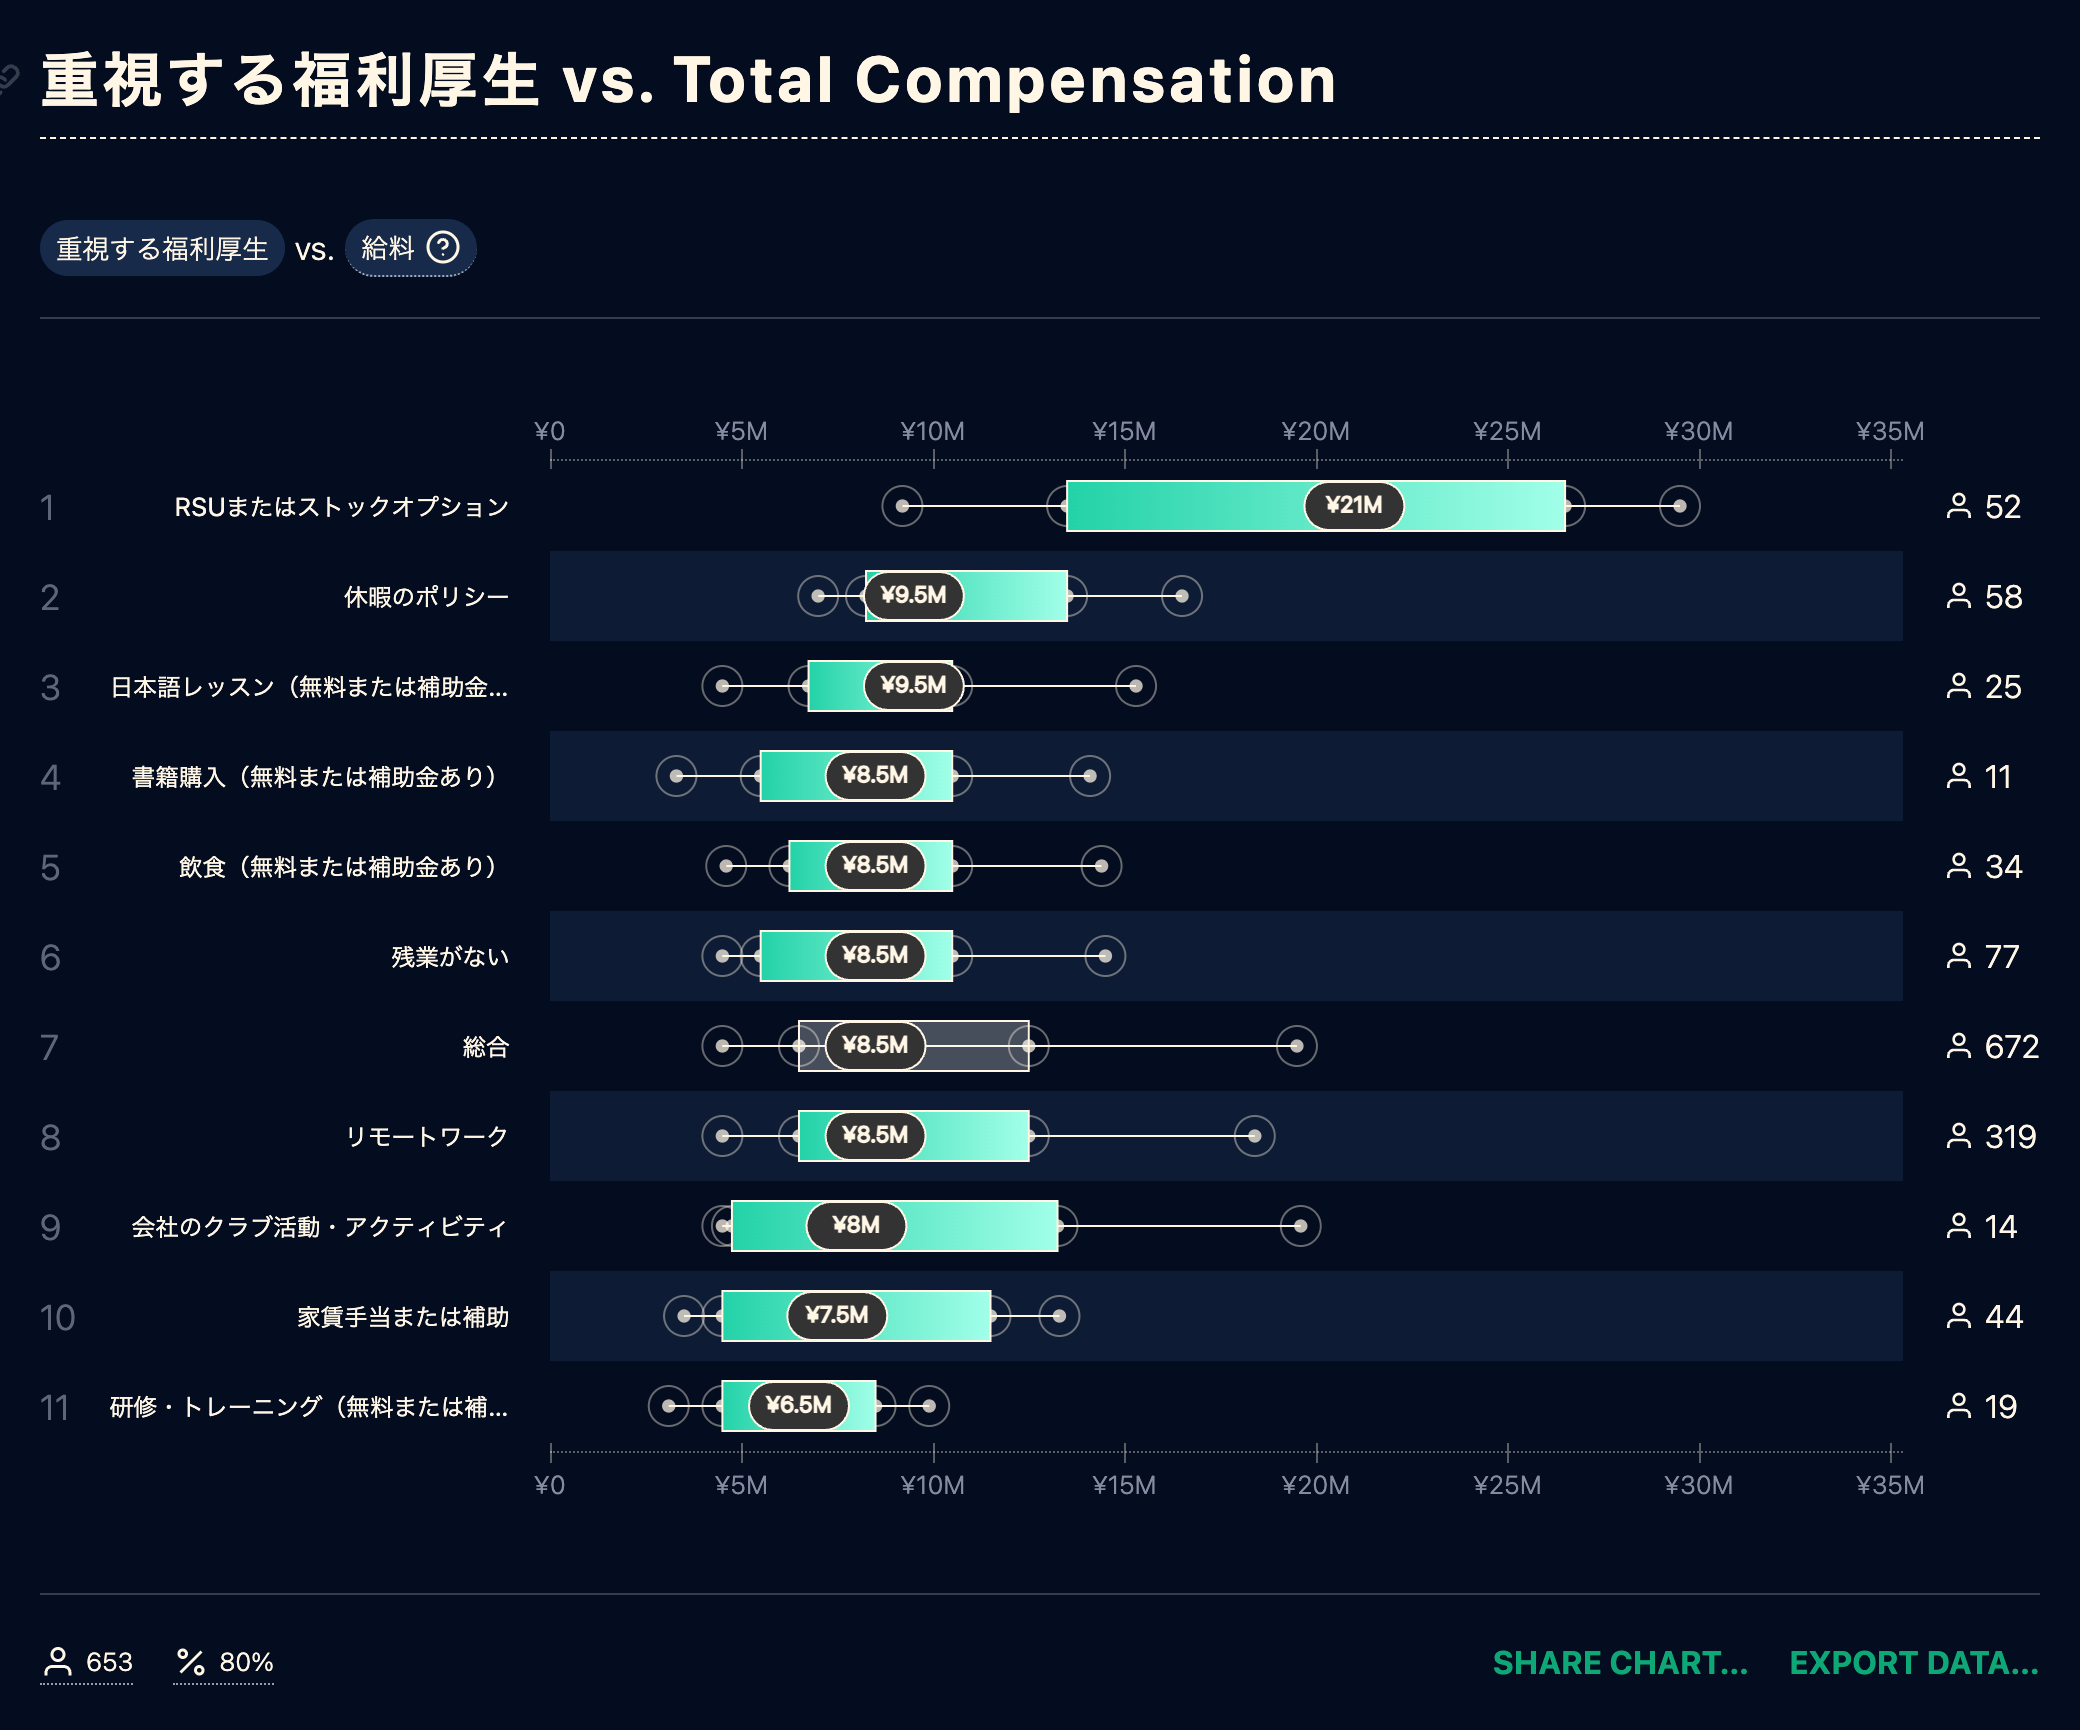 重視する福利厚生 vs. Total Compensation
重視する福利厚生 vs. 給料 ?
¥0 ¥5M ¥10M ¥15M ¥20M ¥25M ¥30M ¥35M
1 RSUまたはストックオプション ¥21M 52
2 休暇のポリシー ¥9.5M 58
3 日本語レッスン（無料または補助金... ¥9.5M 25
4 書籍購入（無料または補助金あり） ¥8.5M 11
5 飲食（無料または補助金あり） ¥8.5M 34
6 残業がない ¥8.5M 77
7 総合 ¥8.5M 672
8 リモートワーク ¥8.5M 319
9 会社のクラブ活動・アクティビティ ¥8M 14
10 家賃手当または補助 ¥7.5M 44
11 研修・トレーニング（無料または補... ¥6.5M 19
¥0 ¥5M ¥10M ¥15M ¥20M ¥25M ¥30M ¥35M
653 % 80% SHARE CHART... EXPORT DATA...